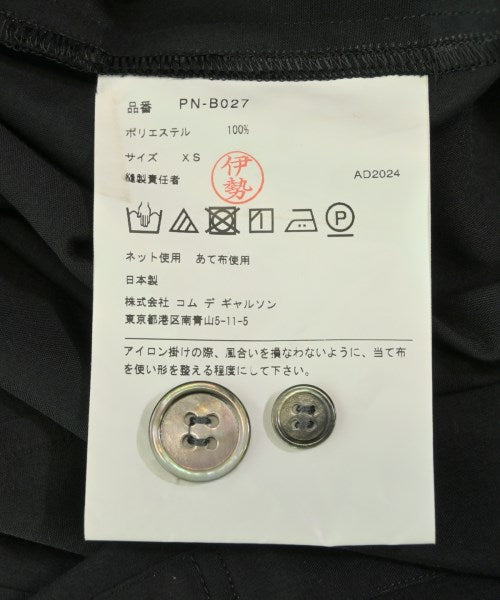 品番 PN-B027
ポリエステル 100%
サイズ XS
縫製責任者 伊勢 AD2024
P
ネット使用 あて布使用
日本製
株式会社 コム デ ギャルソン
東京都港区南青山5-11-5
アイロン掛けの際、風合いを損なわないように、当て布
を使い形を整える程度にして下さい。